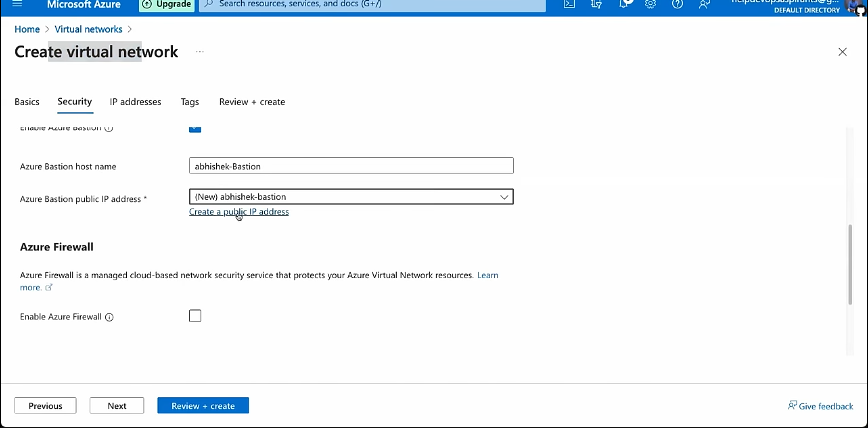 Microsoft Azure
Upgrade
Search resources, services, and docs (G+/)
helpdevopsaspirants@g...
DEFAULT DIRECTORY
Home > Virtual networks >
Create virtual network ...
Basics Security IP addresses Tags Review + create
Enable Azure Bastion
Azure Bastion host name
abhishek-Bastion
Azure Bastion public IP address *
(New) abhishek-bastion
Create a public IP address
Azure Firewall
Azure Firewall is a managed cloud-based network security service that protects your Azure Virtual Network resources. Learn
more.
Enable Azure Firewall
Previous Next Review + create
Give feedback